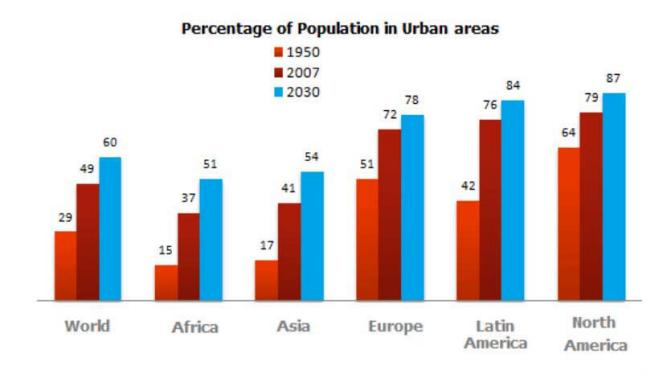 Percentage of Population in Urban areas
1950
2007
2030
29 49 60
15 37 51
17 41 54
51 72 78
42 76 84
64 79 87
World
Africa
Asia
Europe
Latin
America
North
America